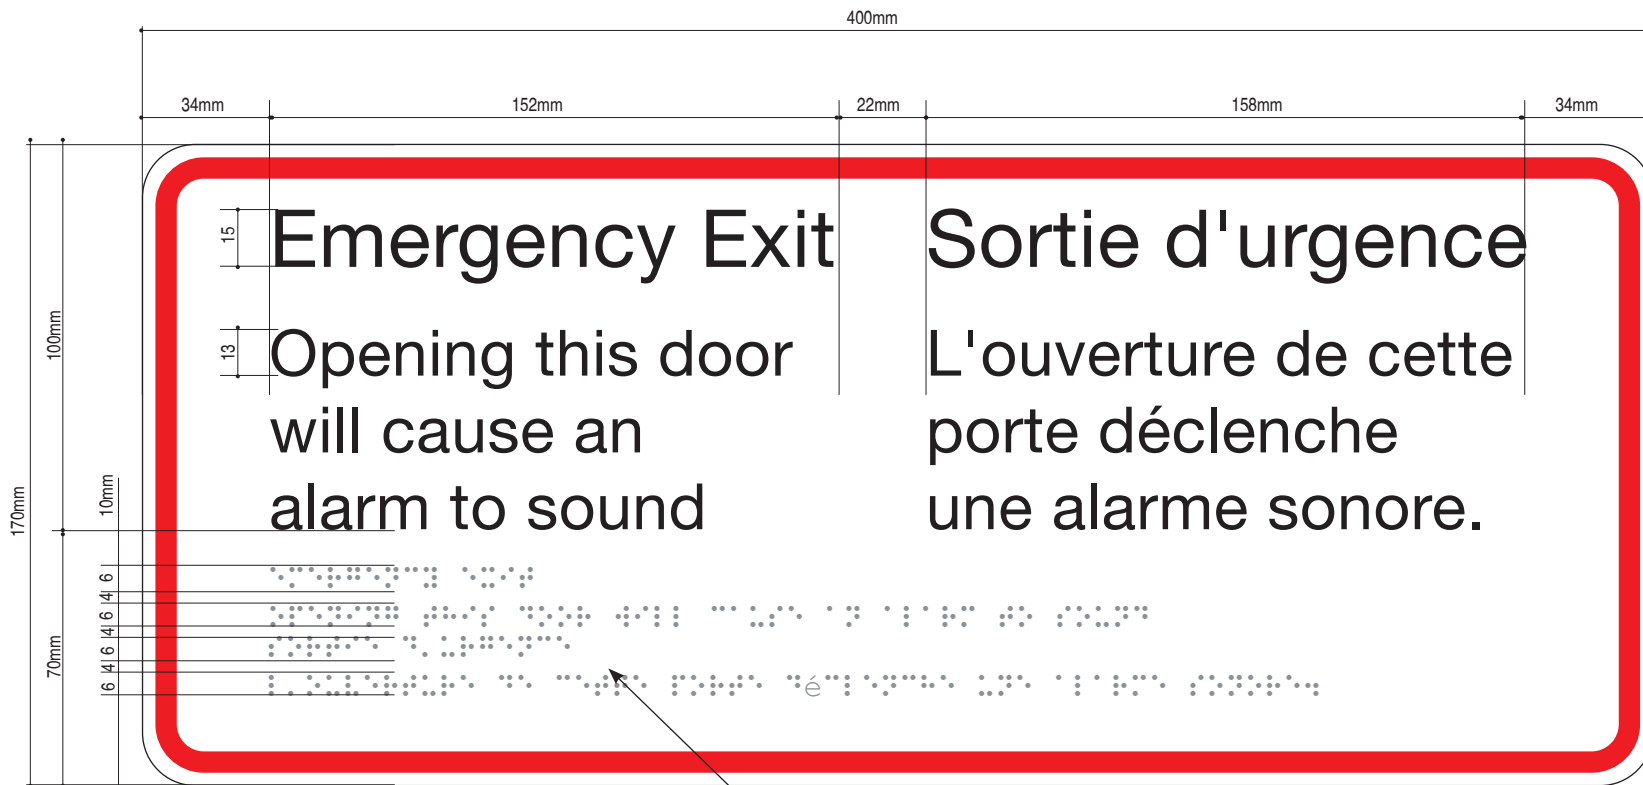 400mm
34mm 152mm 22mm 158mm 34mm
170mm
100mm
70mm
10mm
15
Emergency Exit
13
Opening this door
will cause an
alarm to sound
Sortie d'urgence
L'ouverture de cette
porte déclenche
une alarme sonore.
6
4
6
4
6
4
6
⠑⠍⠑⠗⠛⠑⠝⠉⠽ ⠑⠭⠊⠞
⠕⠏⠑⠝⠊⠝⠛ ⠞⠓⠊⠎ ⠙⠕⠕⠗ ⠺⠊⠇⠇ ⠉⠁⠥⠎⠑ ⠁⠝ ⠁⠇⠁⠗⠍ ⠞⠕ ⠎⠕⠥⠝⠙
⠎⠕⠗⠞⠊⠑ ⠙⠄⠥⠗⠛⠑⠝⠉⠑
⠇⠄⠕⠥⠧⠑⠗⠞⠥⠗⠑ ⠙⠑ ⠉⠑⠞⠞⠑ ⠏⠕⠗⠞⠑ ⠙é⠉⠇⠑⠝⠉⠓⠑ ⠥⠝⠑ ⠁⠇⠁⠗⠍⠑ ⠎⠕⠝⠕⠗⠑⠲